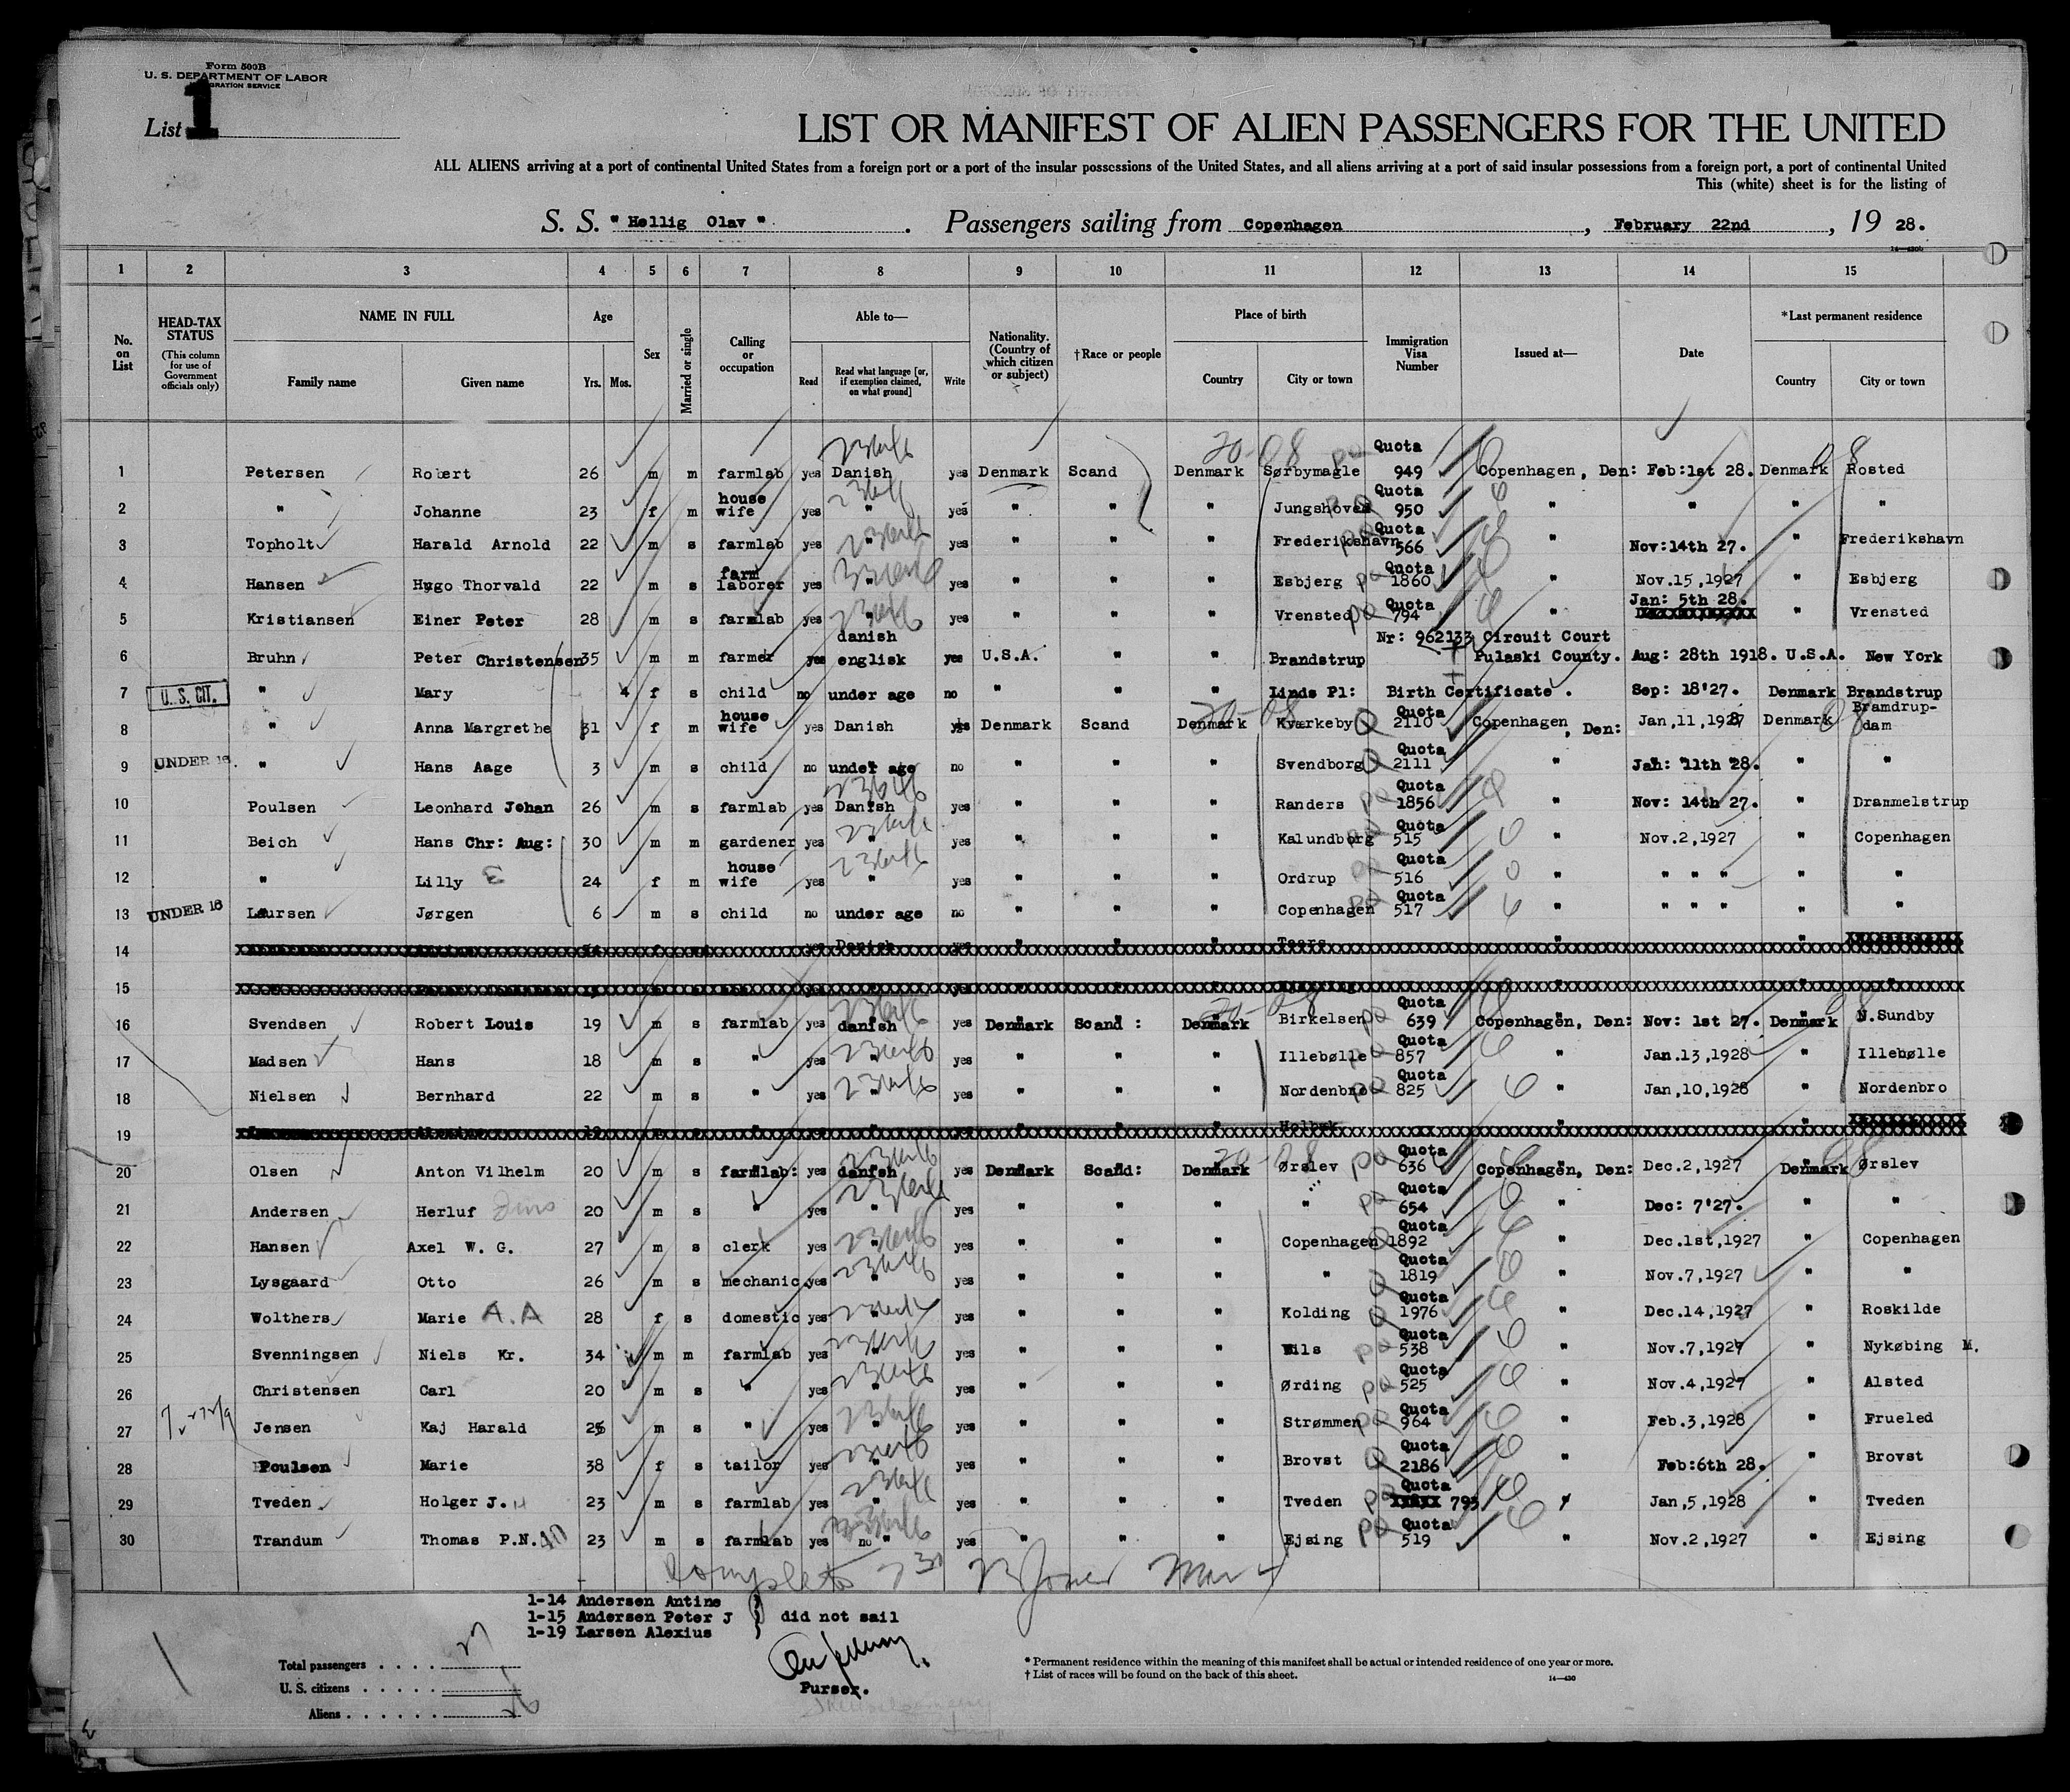 Form 500B
U. S. DEPARTMENT OF LABOR
IMMIGRATION SERVICE
List 1
LIST OR MANIFEST OF ALIEN PASSENGERS FOR THE UNITED
ALL ALIENS arriving at a port of continental United States from a foreign port or a port of the insular possessions of the United States, and all aliens arriving at a port of said insular possessions from a foreign port, a port of continental United
This (white) sheet is for the listing of
S. S. " Hellig Olav " . Passengers sailing from Copenhagen , February 22nd , 19 28.
1 2 3 4 5 6 7 8 9 10 11 12 13 14 15
No. on List HEAD-TAX STATUS (This column for use of Government officials only) NAME IN FULL Family name Given name Age Yrs. Mos. Sex Married or single Calling or occupation Able to— Read Read what language [or, if exemption claimed, on what ground] Write Nationality. (Country of which citizen or subject) †Race or people Place of birth Country City or town Immigration Visa Number Issued at— Date *Last permanent residence Country City or town
1 Petersen Robert 26 m m farmlab yes Danish yes Denmark Scand Denmark Sørbymagle Quota 949 Copenhagen, Den: Feb:1st 28. Denmark Rosted
2 " Johanne 23 f m house wife yes " yes " " " Jungshoved Quota 950 " " " "
3 Topholt Harald Arnold 22 m s farmlab yes " yes " " " Frederikshavn Quota 566 " Nov:14th 27. " Frederikshavn
4 Hansen Hygo Thorvald 22 m s farm laborer yes " yes " " " Esbjerg Quota 1860 " Nov.15,1927 " Esbjerg
5 Kristiansen Einer Peter 28 m s farmlab yes " yes " " " Vrensted Quota 794 " Jan: 5th 28. " Vrensted
6 Bruhn Peter Christensen 35 m m farmer yes danish englisk yes U.S.A. " " Brandstrup Nr: 962133 Circuit Court Pulaski County. Aug: 28th 1918. U.S.A. New York
7 U.S. CIT. " Mary 4 f s child no under age no " " " Linds Pl: Birth Certificate . Sep: 18'27. Denmark Brandstrup
8 " Anna Margrethe 31 f m house wife yes Danish yes Denmark Scand Denmark Kværkeby Quota 2110 Copenhagen, Den: Jan,11,1928 Denmark Bramdrup-dam
9 UNDER 16. " Hans Aage 3 m s child no under age no " " " Svendborg Quota 2111 " Jan: 11th 28. " "
10 Poulsen Leonhard Johan 26 m s farmlab yes Danish yes " " " Randers Quota 1856 " Nov: 14th 27. " Drammelstrup
11 Beich Hans Chr: Aug: 30 m m gardener yes " yes " " " Kalundborg Quota 515 " Nov.2,1927 " Copenhagen
12 " Lilly E 24 f m house wife yes " yes " " " Ordrup Quota 516 " " " " " "
13 UNDER 16 Laursen Jørgen 6 m s child no under age no " " " Copenhagen Quota 517 " " " " " "
14
15
16 Svendsen Robert Louis 19 m s farmlab yes danish yes Denmark Scand : Denmark Birkelsen Quota 639 Copenhagen, Den: Nov: 1st 27. Denmark N.Sundby
17 Madsen Hans 18 m s " yes " yes " " " Illebølle Quota 857 " Jan.13,1928 " Illebølle
18 Nielsen Bernhard 22 m s " yes " yes " " " Nordenbro Quota 825 " Jan,10,1928 " Nordenbro
19
20 Olsen Anton Vilhelm 20 m s farmlab: yes danish yes Denmark Scand: Denmark Ørslev Quota 636 Copenhagen, Den: Dec.2,1927 Denmark Ørslev
21 Andersen Herluf 20 m s " yes " yes " " " " Quota 654 " Dec: 7'27. " "
22 Hansen Axel W. G. 27 m s clerk yes " yes " " " Copenhagen Quota 1892 " Dec.1st,1927 " Copenhagen
23 Lysgaard Otto 26 m s mechanic yes " yes " " " " Quota 1819 " Nov.7,1927 " "
24 Wolthers Marie A.A 28 f s domestic yes " yes " " " Kolding Quota 1976 " Dec.14,1927 " Roskilde
25 Svenningsen Niels Kr. 34 m m farmlab yes " yes " " " Wils Quota 538 " Nov.7,1927 " Nykøbing M.
26 Christensen Carl 20 m s " yes " yes " " " Ørding Quota 525 " Nov.4,1927 " Alsted
27 Jensen Kaj Harald 25 m s " yes " yes " " " Strømmen Quota 964 " Feb.3,1928 " Frueled
28 Poulsen Marie 38 f s tailor yes " yes " " " Brovst Quota 2186 " Feb:6th 28. " Brovst
29 Tveden Holger J. 23 m s farmlab yes " yes " " " Tveden Quota 795 " Jan,5,1928 " Tveden
30 Trandum Thomas P.N. 23 m s farmlab yes no " yes " " " Ejsing Quota 519 " Nov.2,1927 " Ejsing
Complete
1-14 Andersen Antine
1-15 Andersen Peter J did not sail
1-19 Larsen Alexius
Purser.
Total passengers . . . . 27
U. S. citizens . . . . .
Aliens . . . . . .
* Permanent residence within the meaning of this manifest shall be actual or intended residence of one year or more.
† List of races will be found on the back of this sheet.
14—430